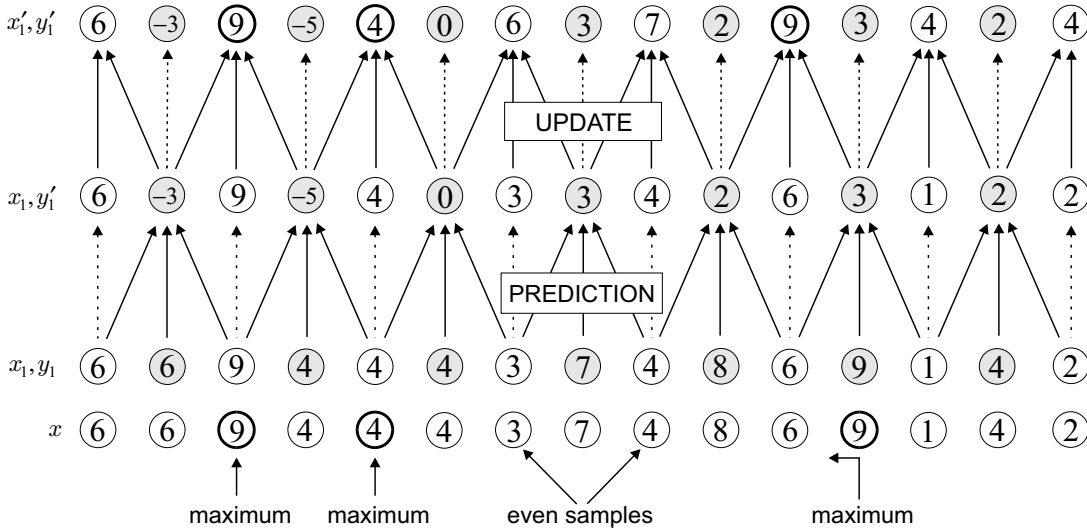 x₁′, y₁′ 6 −3 9 −5 4 0 6 3 7 2 9 3 4 2 4
UPDATE
x₁, y₁′ 6 −3 9 −5 4 0 3 3 4 2 6 3 1 2 2
PREDICTION
x₁, y₁ 6 6 9 4 4 4 3 7 4 8 6 9 1 4 2
x 6 6 9 4 4 4 3 7 4 8 6 9 1 4 2
maximum maximum even samples maximum